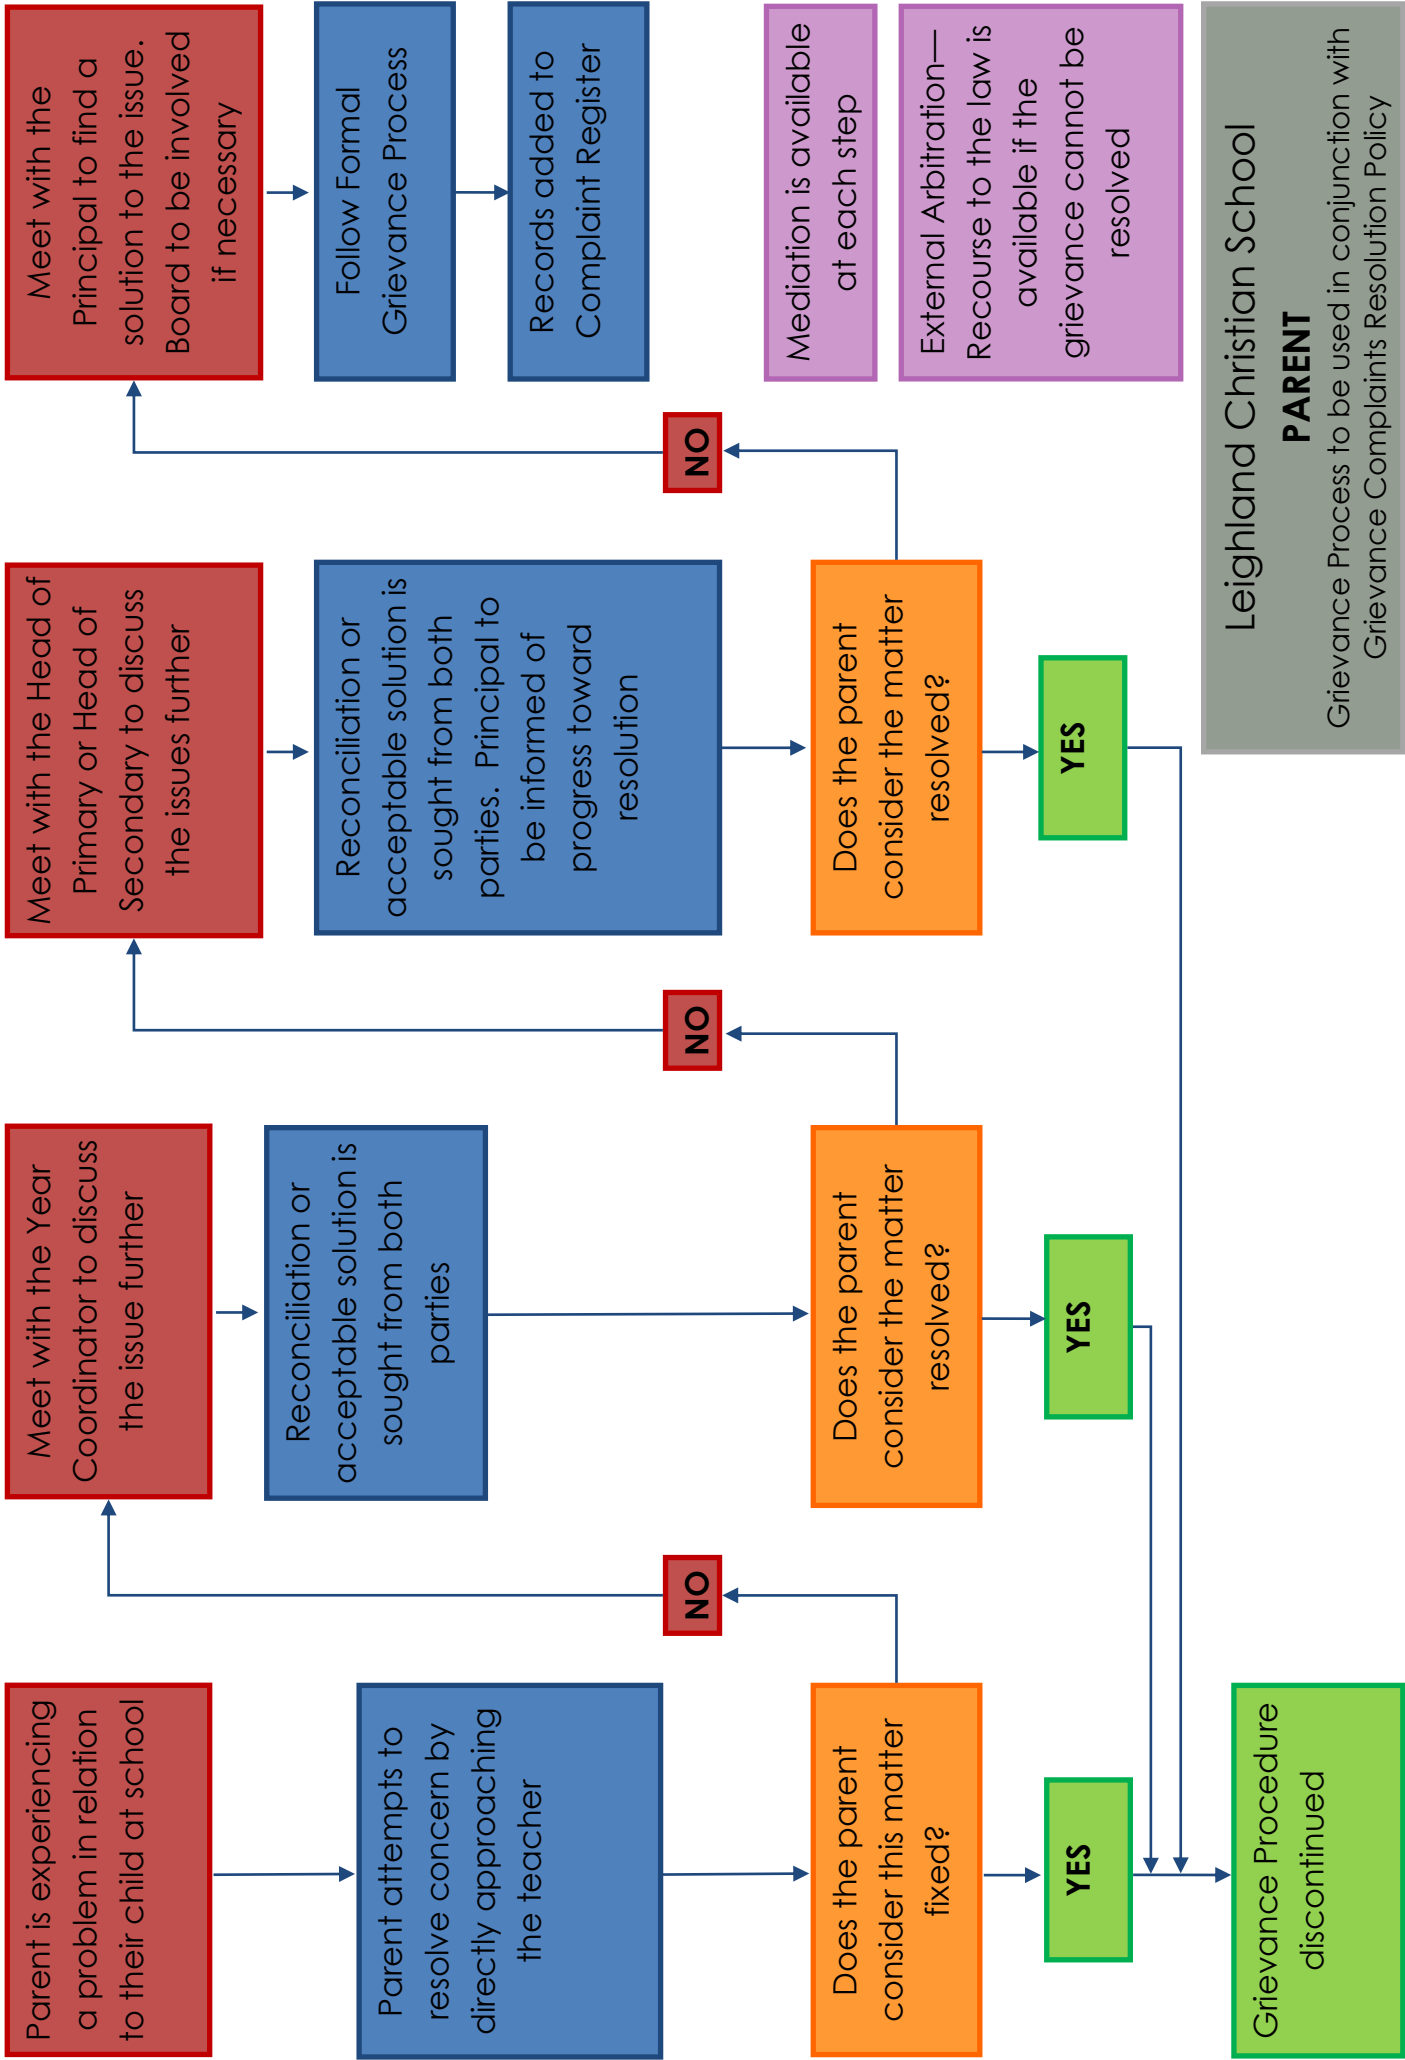 Parent is experiencing
a problem in relation
to their child at school
Parent attempts to
resolve concern by
directly approaching
the teacher
Does the parent
consider this matter
fixed?
YES
Grievance Procedure
discontinued
NO
Meet with the Year
Coordinator to discuss
the issue further
Reconciliation or
acceptable solution is
sought from both
parties
Does the parent
consider the matter
resolved?
YES
NO
Meet with the Head of
Primary or Head of
Secondary to discuss
the issues further
Reconciliation or
acceptable solution is
sought from both
parties. Principal to
be informed of
progress toward
resolution
Does the parent
consider the matter
resolved?
YES
NO
Meet with the
Principal to find a
solution to the issue.
Board to be involved
if necessary
Follow Formal
Grievance Process
Records added to
Complaint Register
Mediation is available
at each step
External Arbitration—
Recourse to the law is
available if the
grievance cannot be
resolved
Leighland Christian School
PARENT
Grievance Process to be used in conjunction with
Grievance Complaints Resolution Policy